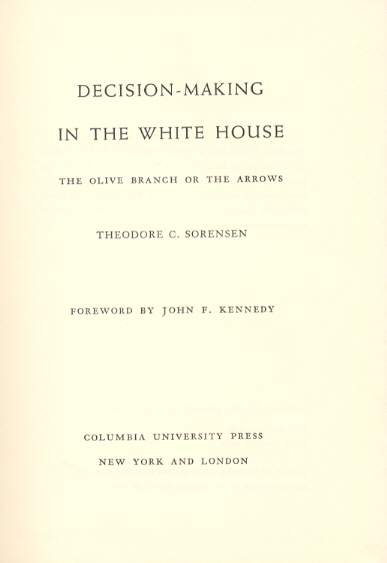 DECISION-MAKING
IN THE WHITE HOUSE
THE OLIVE BRANCH OR THE ARROWS
THEODORE C. SORENSEN
FOREWORD BY JOHN F. KENNEDY
COLUMBIA UNIVERSITY PRESS
NEW YORK AND LONDON